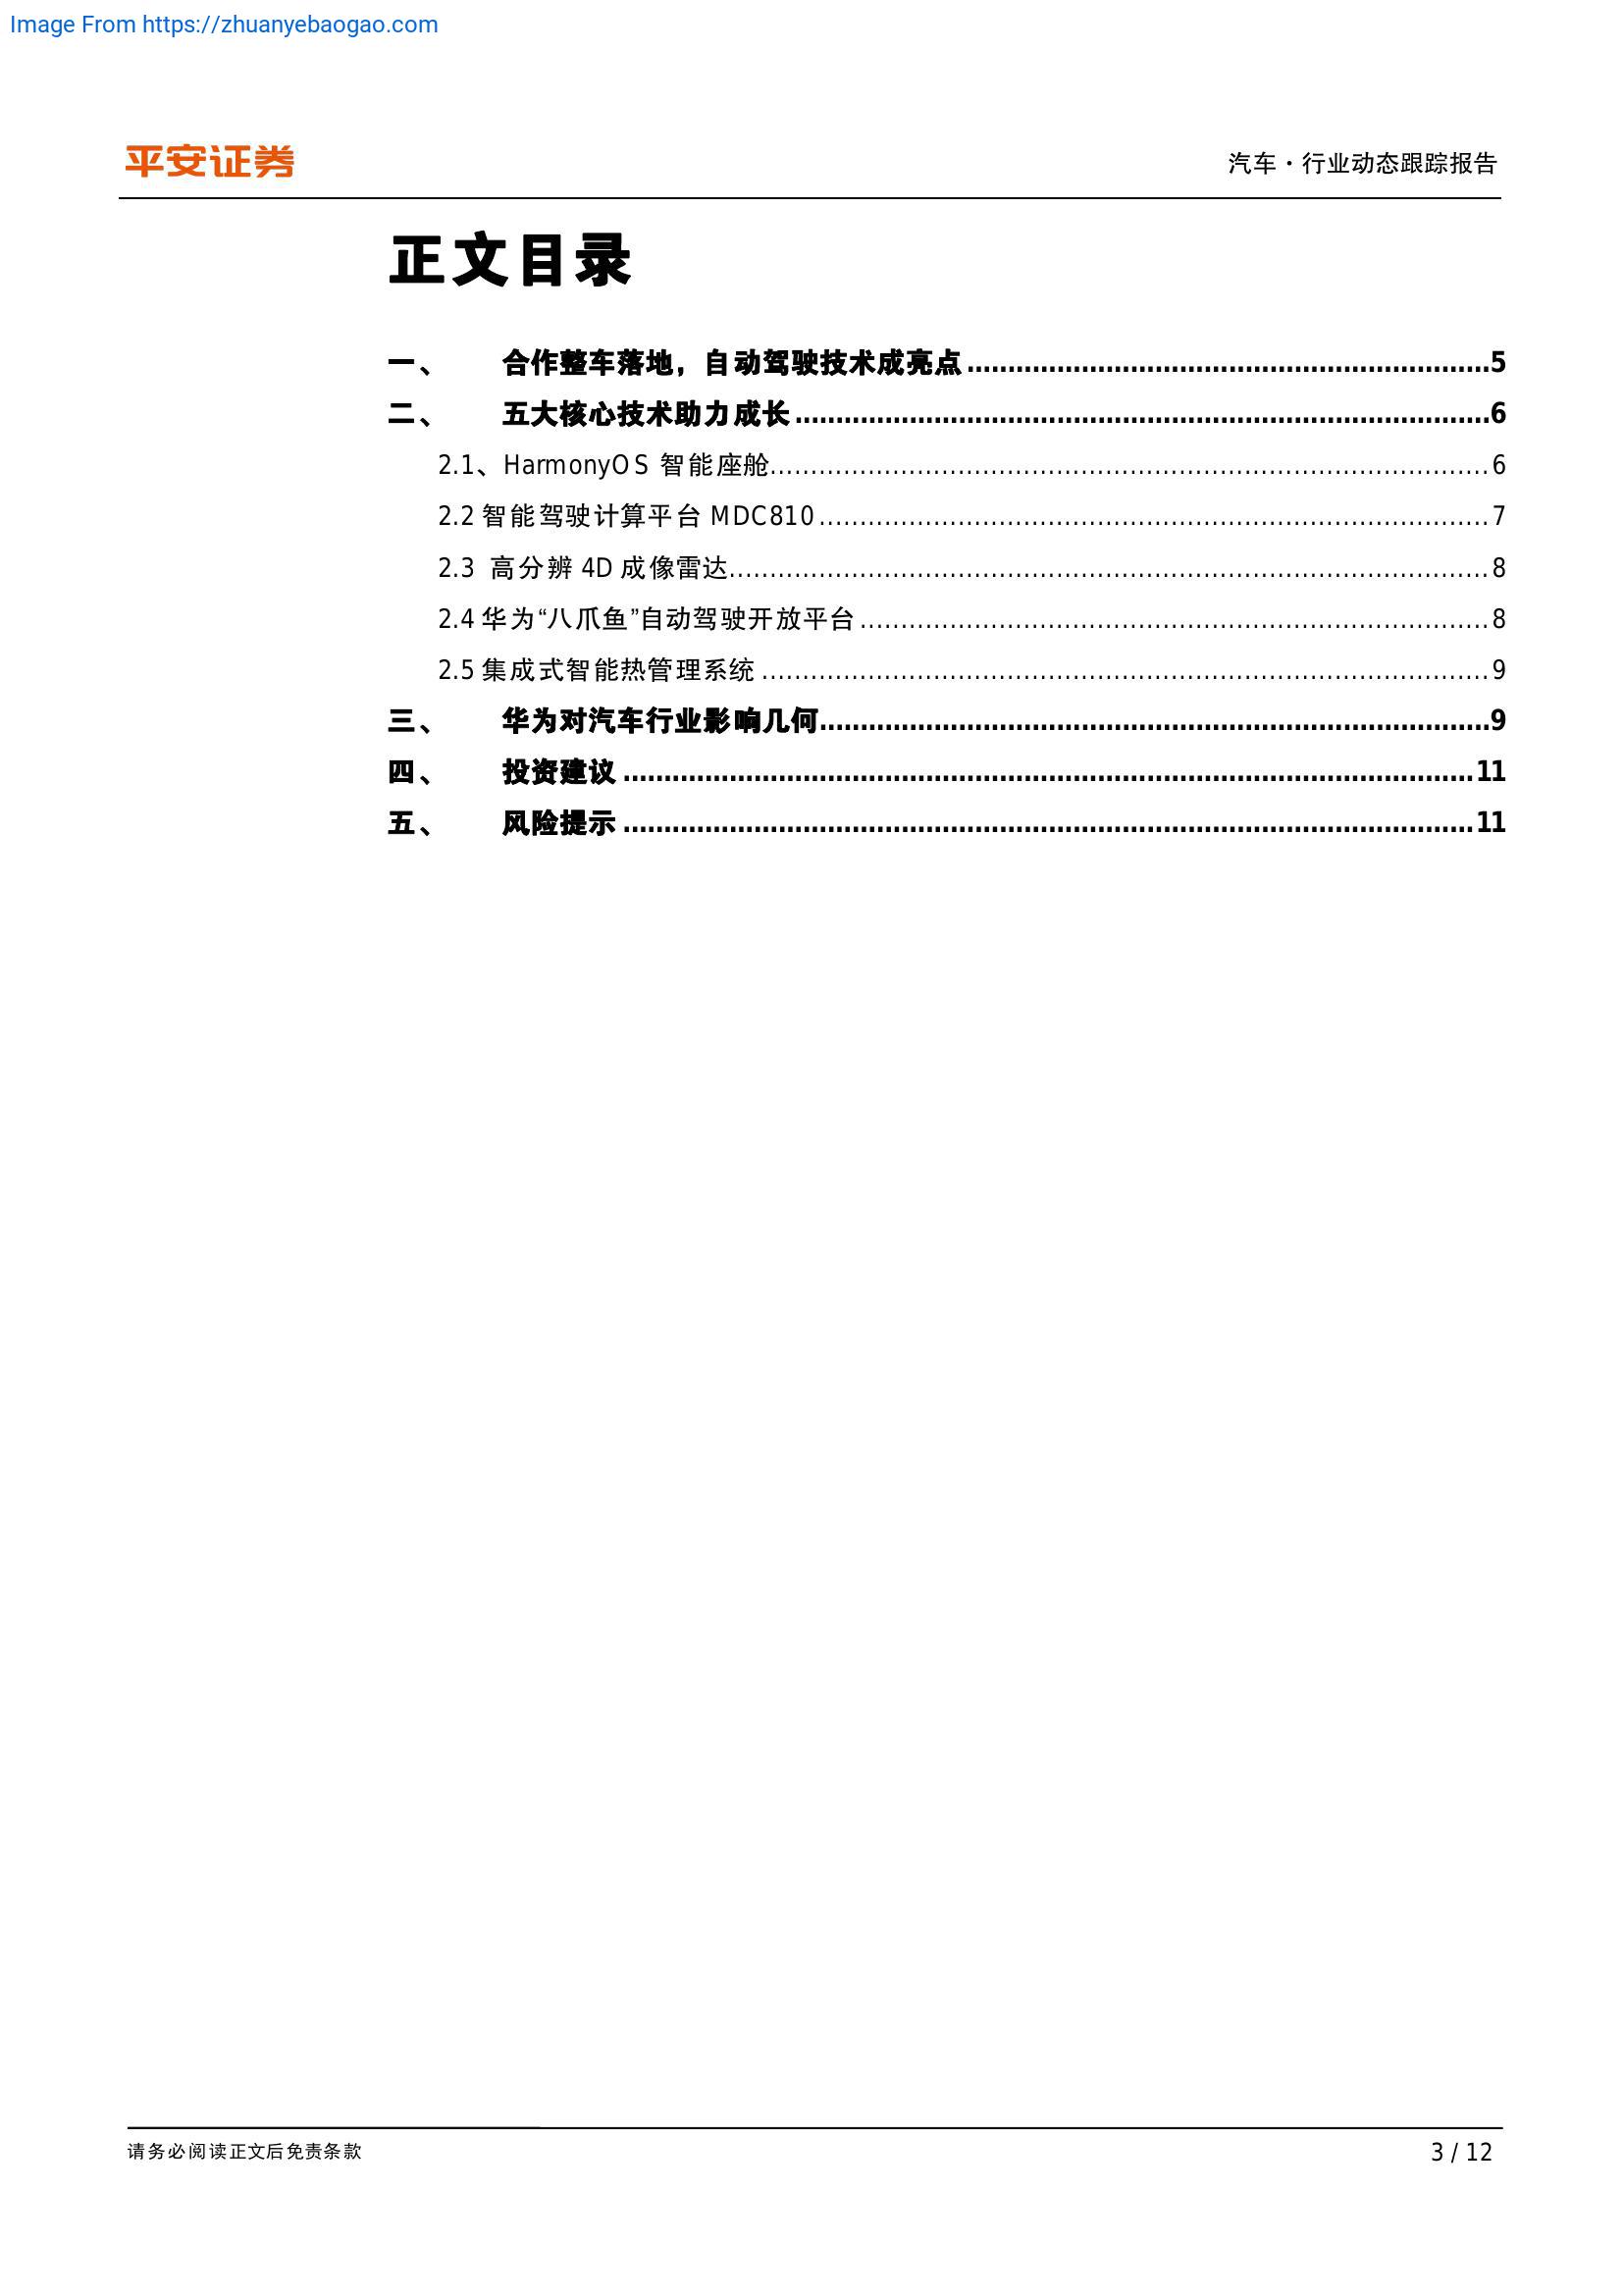 Image From https://zhuanyebaogao.com
平安证券
汽车·行业动态跟踪报告
正文目录
一、 合作整车落地，自动驾驶技术成亮点 5
二、 五大核心技术助力成长 6
2.1、HarmonyOS 智能座舱 6
2.2 智能驾驶计算平台 MDC810 7
2.3 高分辨 4D 成像雷达 8
2.4 华为“八爪鱼”自动驾驶开放平台 8
2.5 集成式智能热管理系统 9
三、 华为对汽车行业影响几何 9
四、 投资建议 11
五、 风险提示 11
请务必阅读正文后免责条款
3 / 12